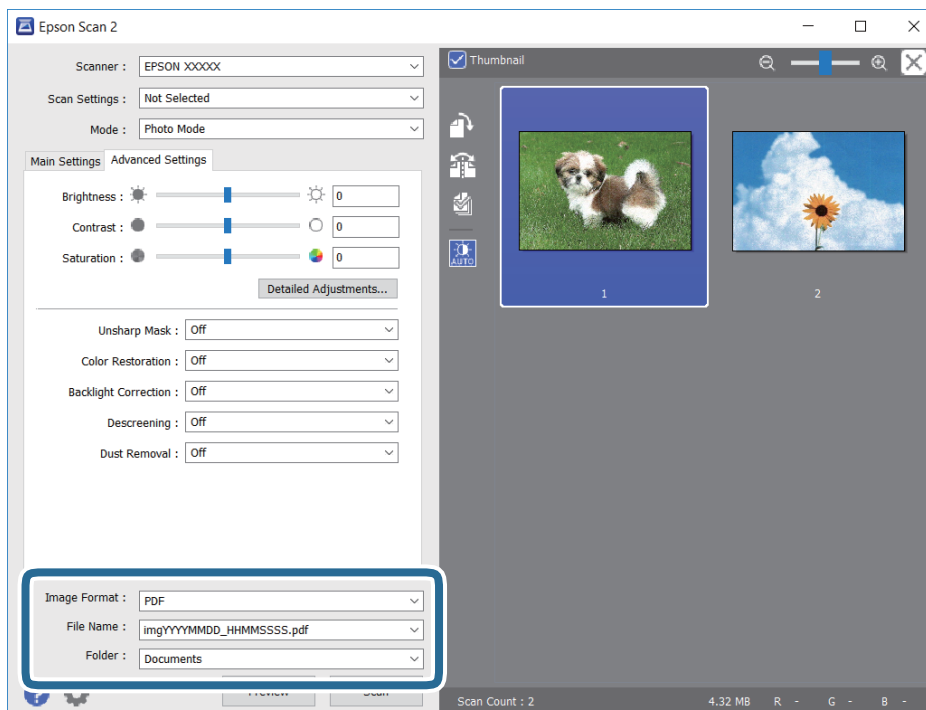 Epson Scan 2
Scanner : EPSON XXXXX
Scan Settings : Not Selected
Mode : Photo Mode
Main Settings Advanced Settings
Brightness : 0
Contrast : 0
Saturation : 0
Detailed Adjustments...
Unsharp Mask : Off
Color Restoration : Off
Backlight Correction : Off
Descreening : Off
Dust Removal : Off
Image Format : PDF
File Name : imgYYYYMMDD_HHMMSSSS.pdf
Folder : Documents
Preview Scan
Thumbnail
AUTO
1 2
Scan Count : 2 4.32 MB R - G - B -